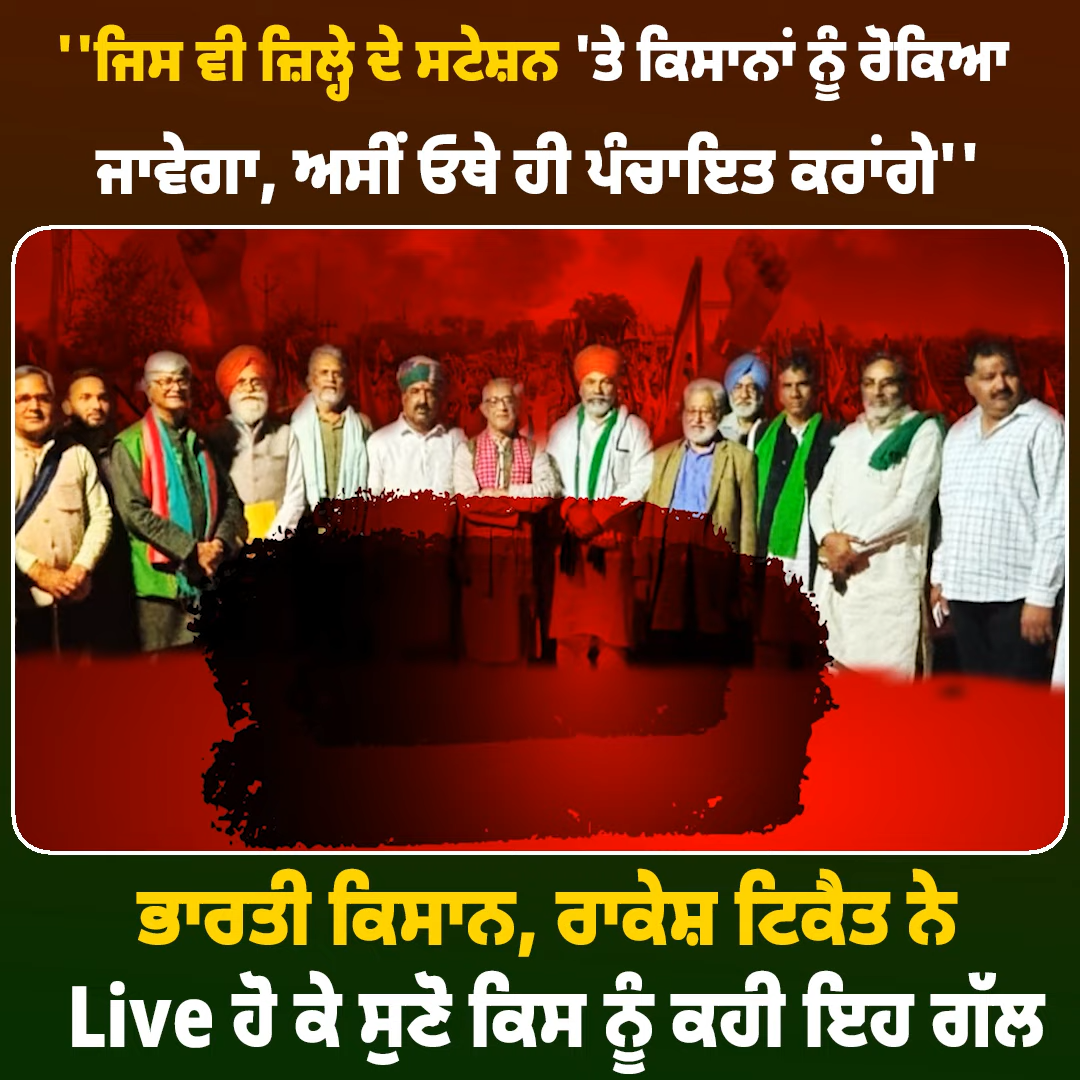 ''ਜਿਸ ਵੀ ਜ਼ਿਲ੍ਹੇ ਦੇ ਸਟੇਸ਼ਨ 'ਤੇ ਕਿਸਾਨਾਂ ਨੂੰ ਰੋਕਿਆ
ਜਾਵੇਗਾ, ਅਸੀਂ ਓਥੇ ਹੀ ਪੰਚਾਇਤ ਕਰਾਂਗੇ''
ਭਾਰਤੀ ਕਿਸਾਨ, ਰਾਕੇਸ਼ ਟਿਕੈਤ ਨੇ
Live ਹੋ ਕੇ ਸੁਣੋ ਕਿਸ ਨੂੰ ਕਹੀ ਇਹ ਗੱਲ